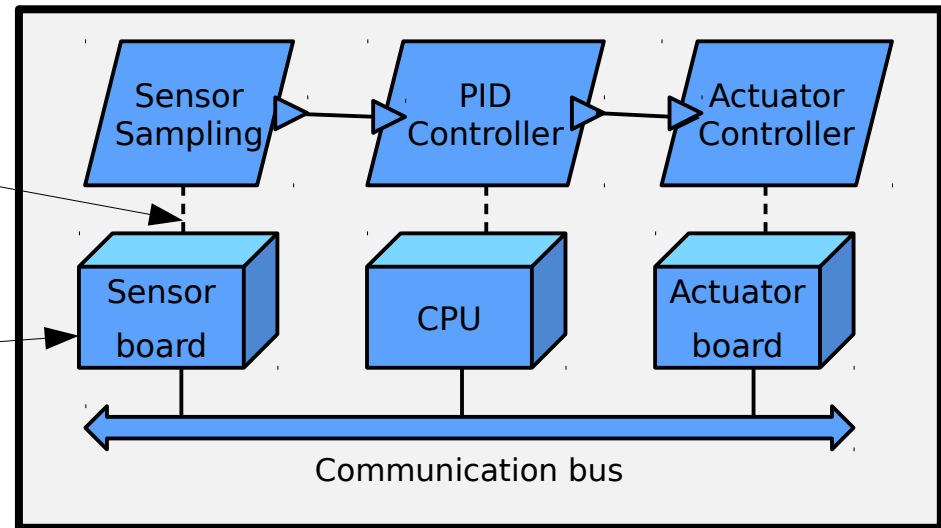 Sensor
Sampling
PID
Controller
Actuator
Controller
Sensor
board
CPU
Actuator
board
Communication bus